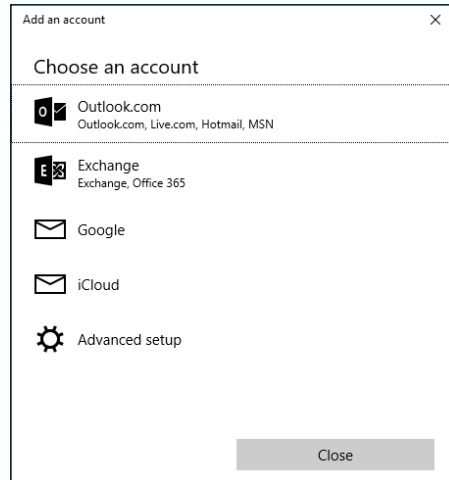 Add an account
Choose an account
Outlook.com
Outlook.com, Live.com, Hotmail, MSN
Exchange
Exchange, Office 365
Google
iCloud
Advanced setup
Close